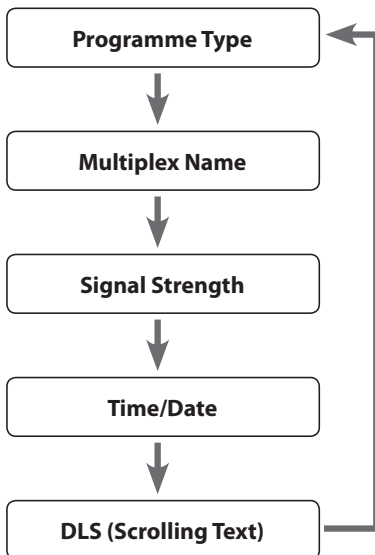 Programme Type
Multiplex Name
Signal Strength
Time/Date
DLS (Scrolling Text)